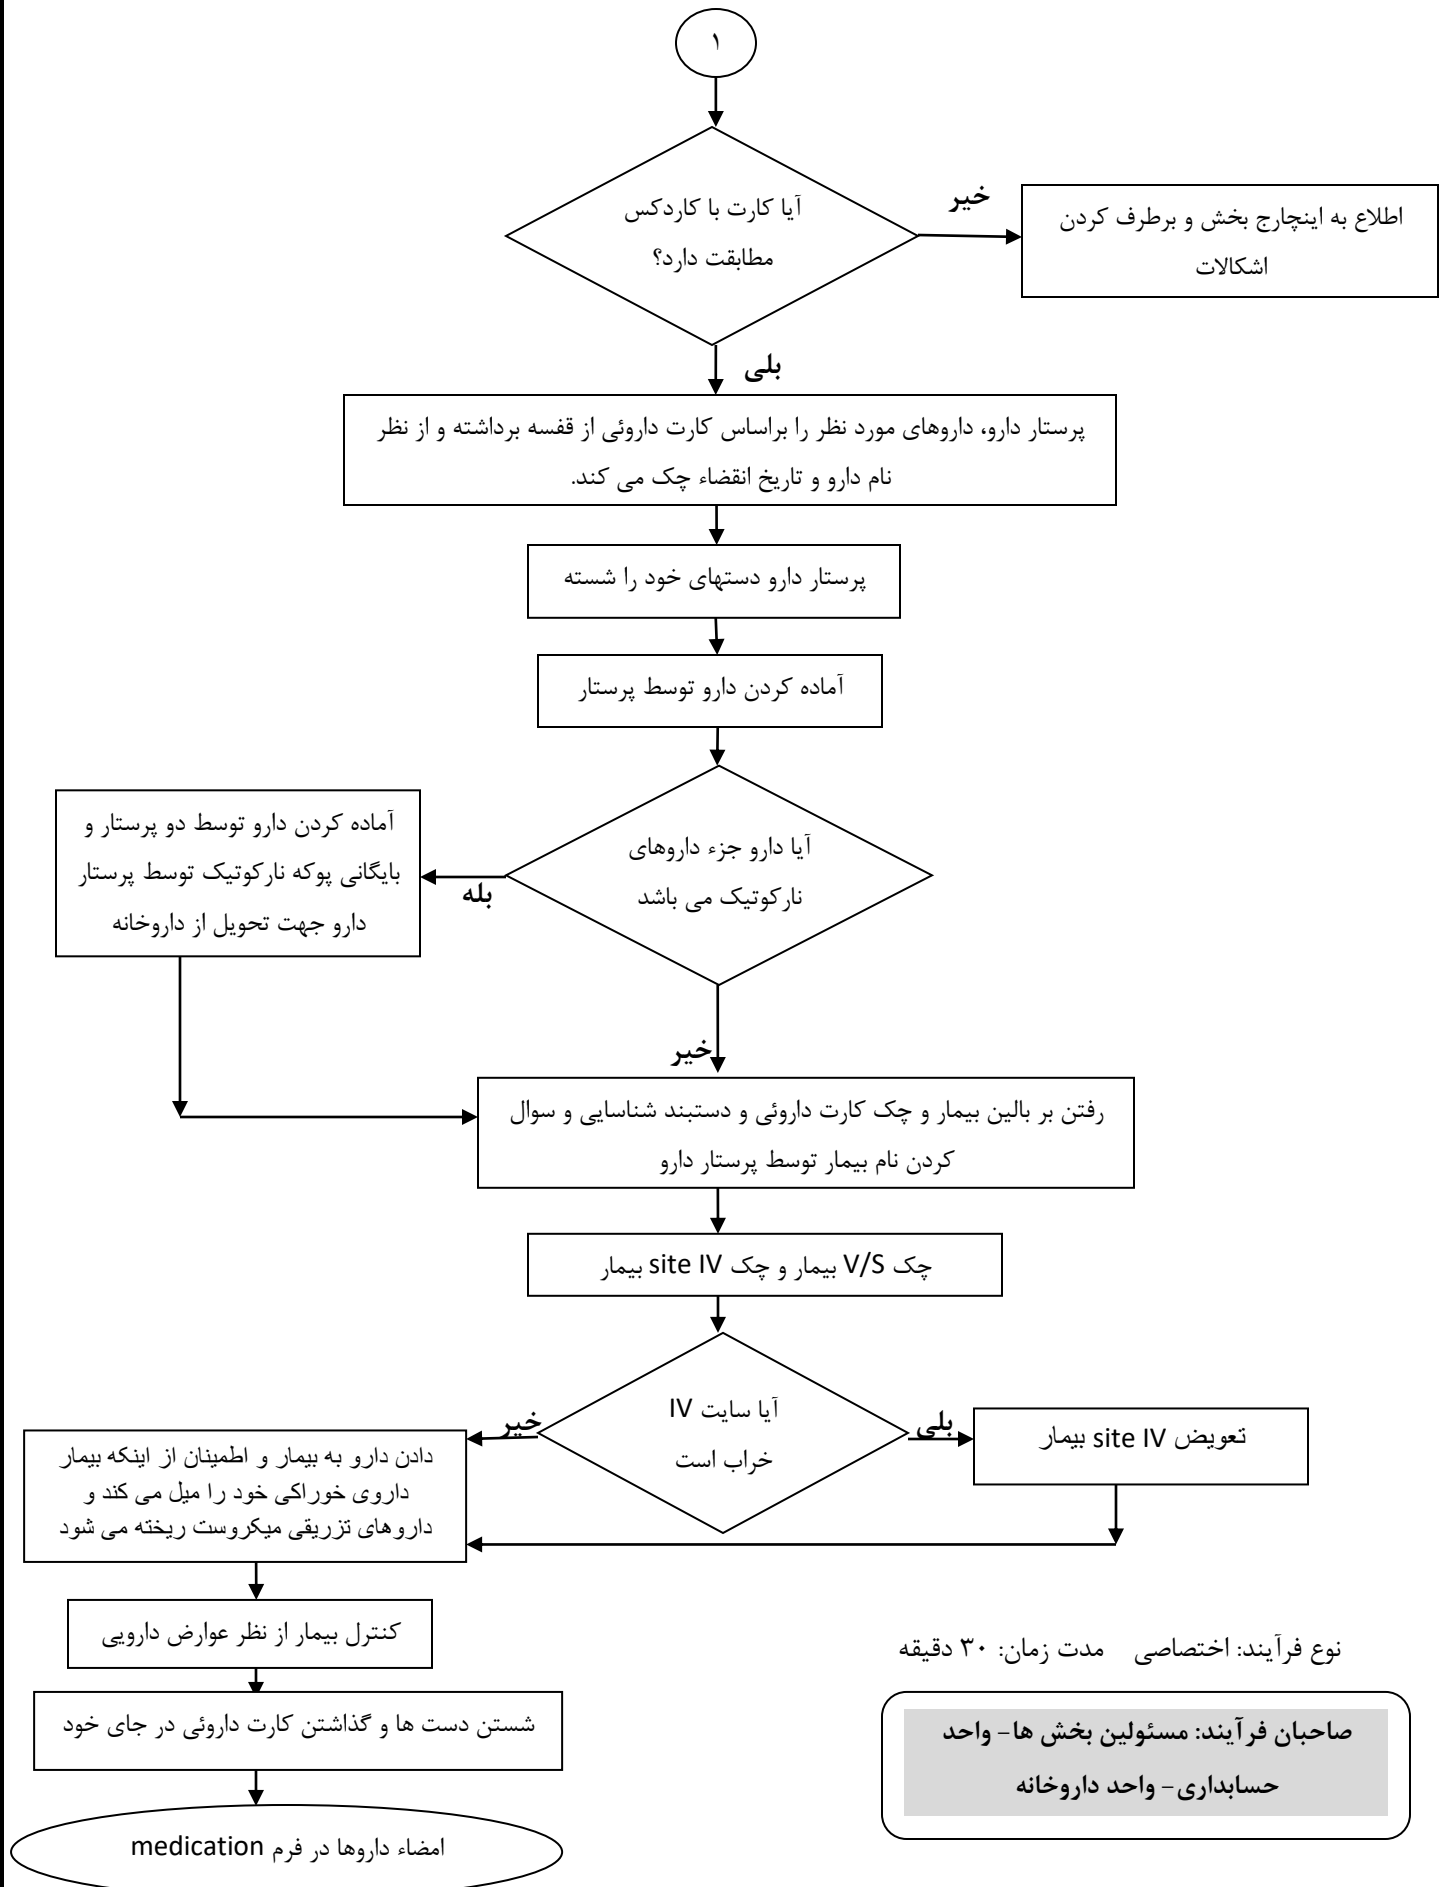 ۱
آیا کارت با کاردکس
مطابقت دارد؟
خیر
اطلاع به اینچارج بخش و برطرف کردن
اشکالات
بلی
پرستار دارو، داروهای مورد نظر را براساس کارت داروئی از قفسه برداشته و از نظر
نام دارو و تاریخ انقضاء چک می کند.
پرستار دارو دستهای خود را شسته
آماده کردن دارو توسط پرستار
آیا دارو جزء داروهای
نارکوتیک می باشد
بله
آماده کردن دارو توسط دو پرستار و
بایگانی پوکه نارکوتیک توسط پرستار
دارو جهت تحویل از داروخانه
خیر
رفتن بر بالین بیمار و چک کارت داروئی و دستبند شناسایی و سوال
کردن نام بیمار توسط پرستار دارو
چک V/S بیمار و چک site IV بیمار
آیا سایت IV
خراب است
بلی
تعویض site IV بیمار
خیر
دادن دارو به بیمار و اطمینان از اینکه بیمار
داروی خوراکی خود را میل می کند و
داروهای تزریقی میکروست ریخته می شود
کنترل بیمار از نظر عوارض دارویی
شستن دست ها و گذاشتن کارت داروئی در جای خود
امضاء داروها در فرم medication
نوع فرآیند: اختصاصی مدت زمان: ۳۰ دقیقه
صاحبان فرآیند: مسئولین بخش ها- واحد
حسابداری- واحد داروخانه